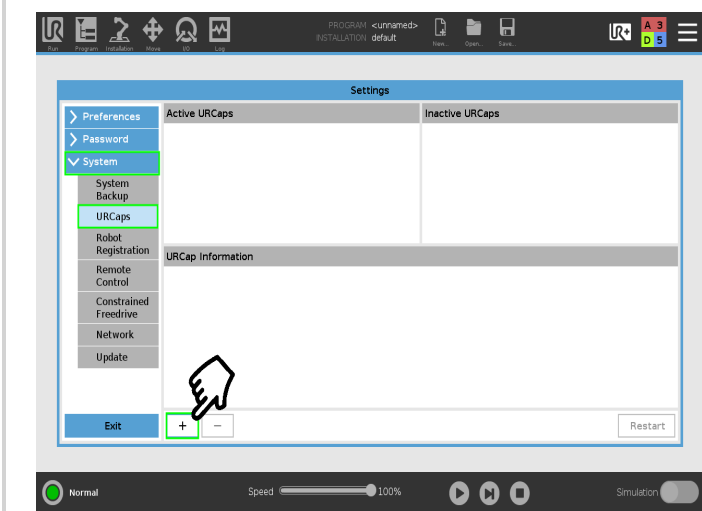 PROGRAM <unnamed>
INSTALLATION default
Run Program Installation Move I/O Log New... Open... Save...
UR
R+
A 3
D 5
Settings
Preferences
Password
System
System
Backup
URCaps
Robot
Registration
Remote
Control
Constrained
Freedrive
Network
Update
Exit
Active URCaps
Inactive URCaps
URCap Information
+ −
Restart
Normal
Speed 100%
Simulation